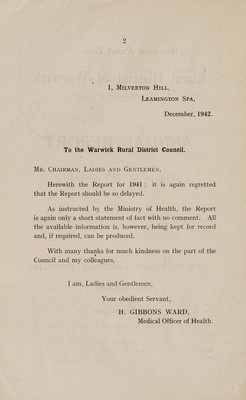 2
1, Milverton Hill,
Leamington Spa,
December, 1942.
To the Warwick Rural District Council.
Mr. Chairman, Ladies and Gentlemen,
Herewith the Report for 1941; it is again regretted
that the Report should be so delayed.
As instructed by the Ministry of Health, the Report
is again only a short statement of fact with no comment. All
the available information is, however, being kept for record
and, if required, can be produced.
With many thanks for much kindness on the part of the
Council and my colleagues,
I am, Ladies and Gentlemen,
Your obedient Servant,
H. GIBBONS WARD,
Medical Officer of Health.